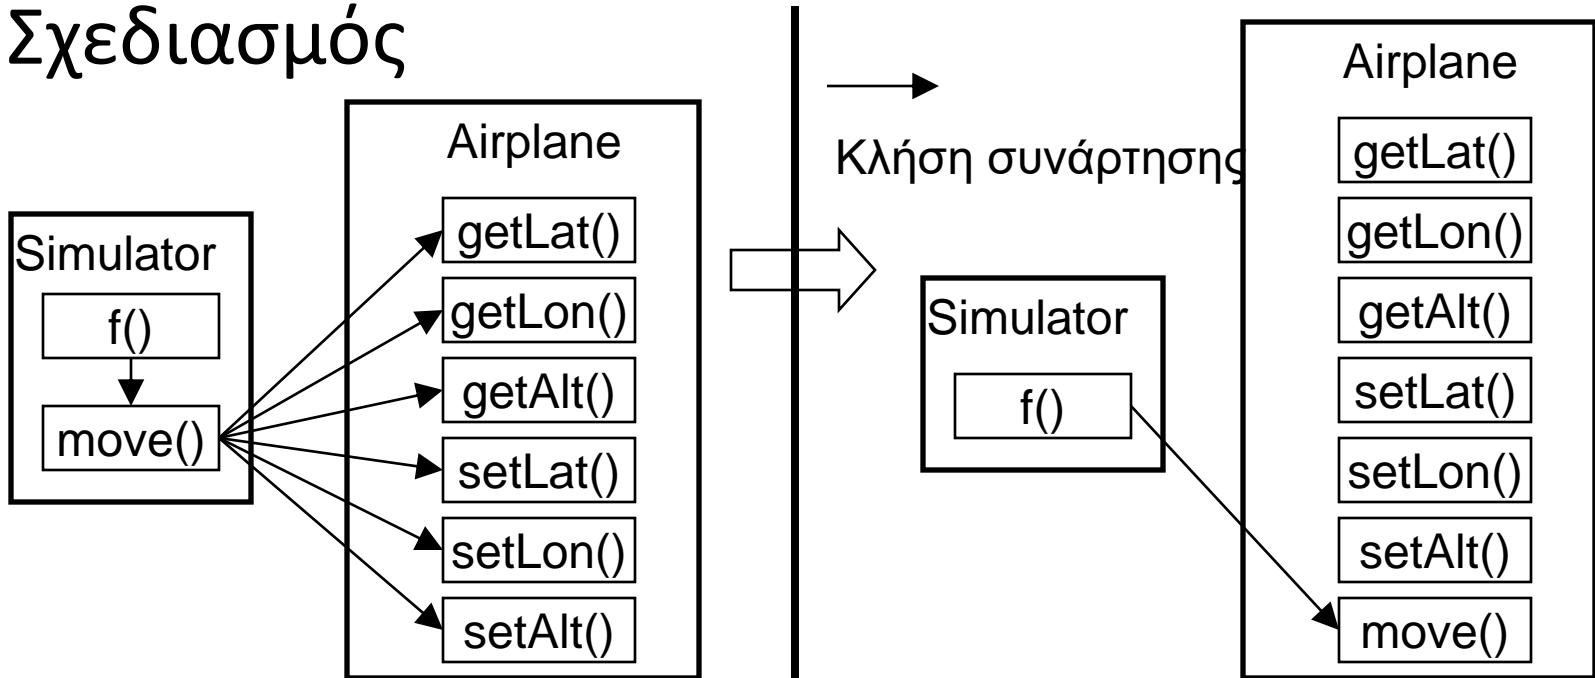 Σχεδιασμός
Simulator
f()
move()
Airplane
getLat()
getLon()
getAlt()
setLat()
setLon()
setAlt()
Κλήση συνάρτησης
Simulator
f()
Airplane
getLat()
getLon()
getAlt()
setLat()
setLon()
setAlt()
move()